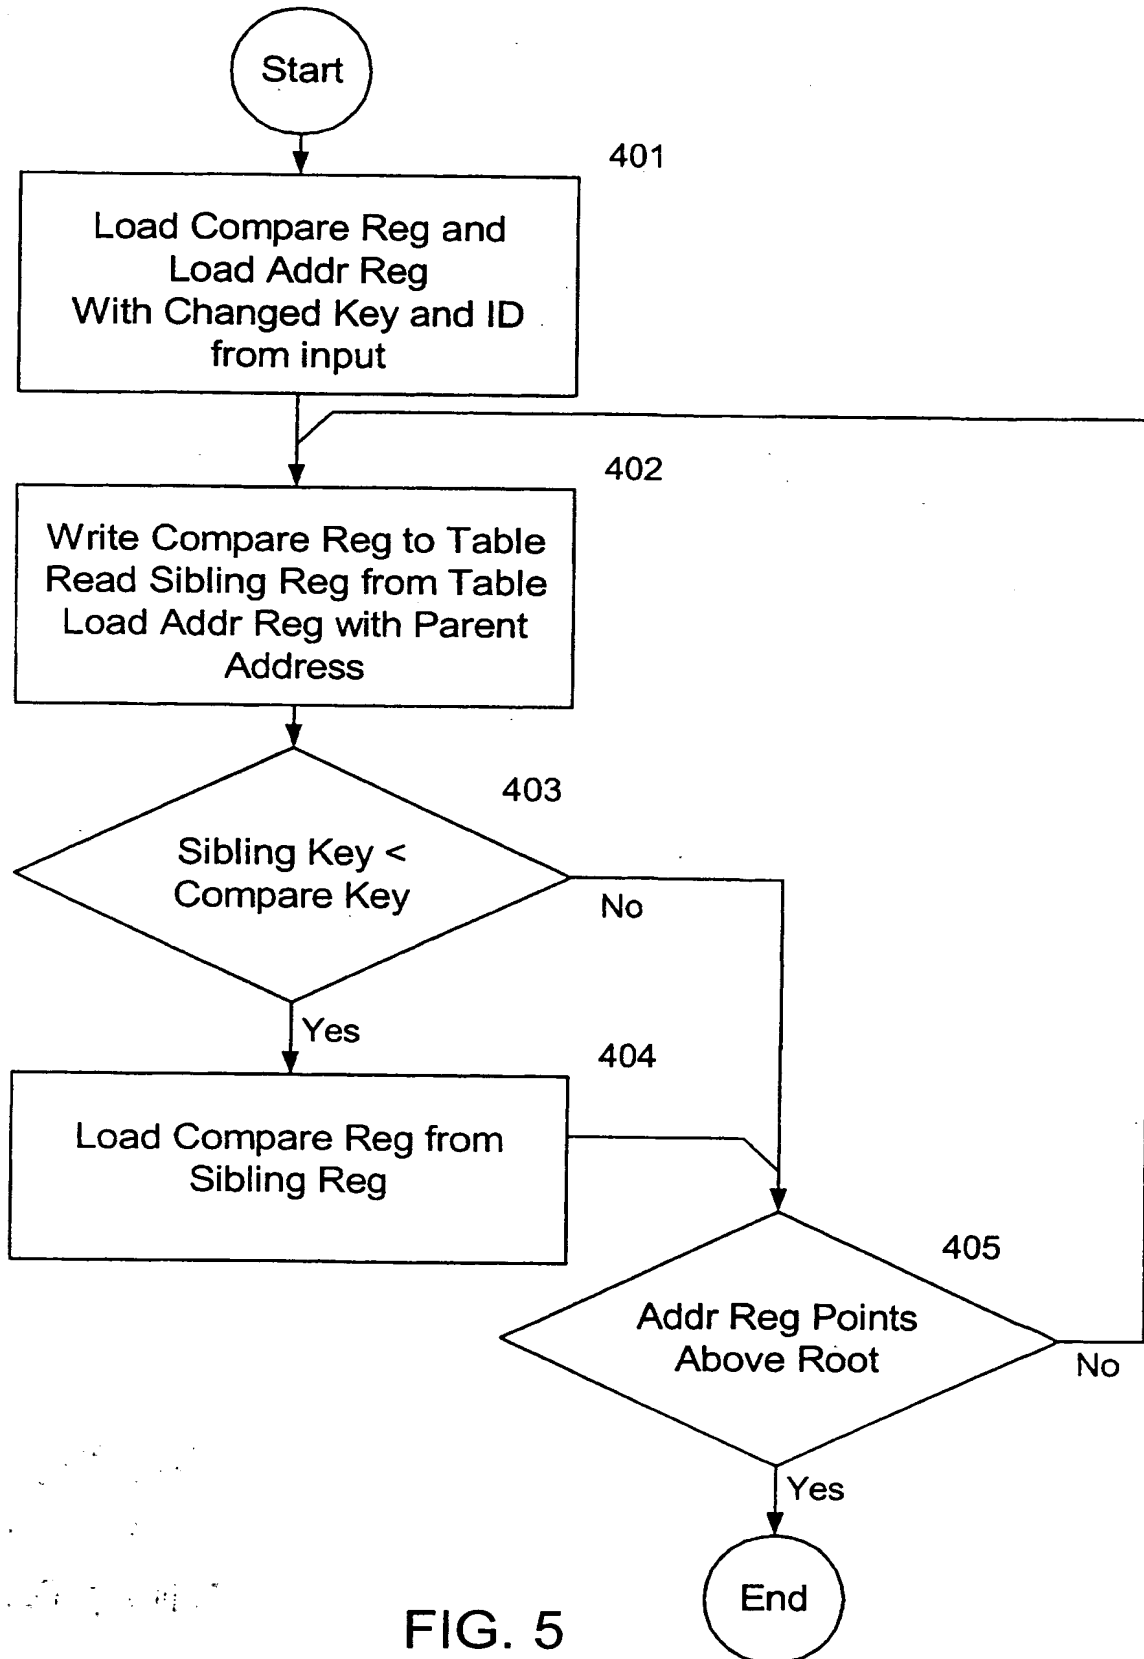 Start
401
Load Compare Reg and
Load Addr Reg
With Changed Key and ID
from input
402
Write Compare Reg to Table
Read Sibling Reg from Table
Load Addr Reg with Parent
Address
403
Sibling Key <
Compare Key
No
Yes
404
Load Compare Reg from
Sibling Reg
405
Addr Reg Points
Above Root
No
Yes
End
FIG. 5